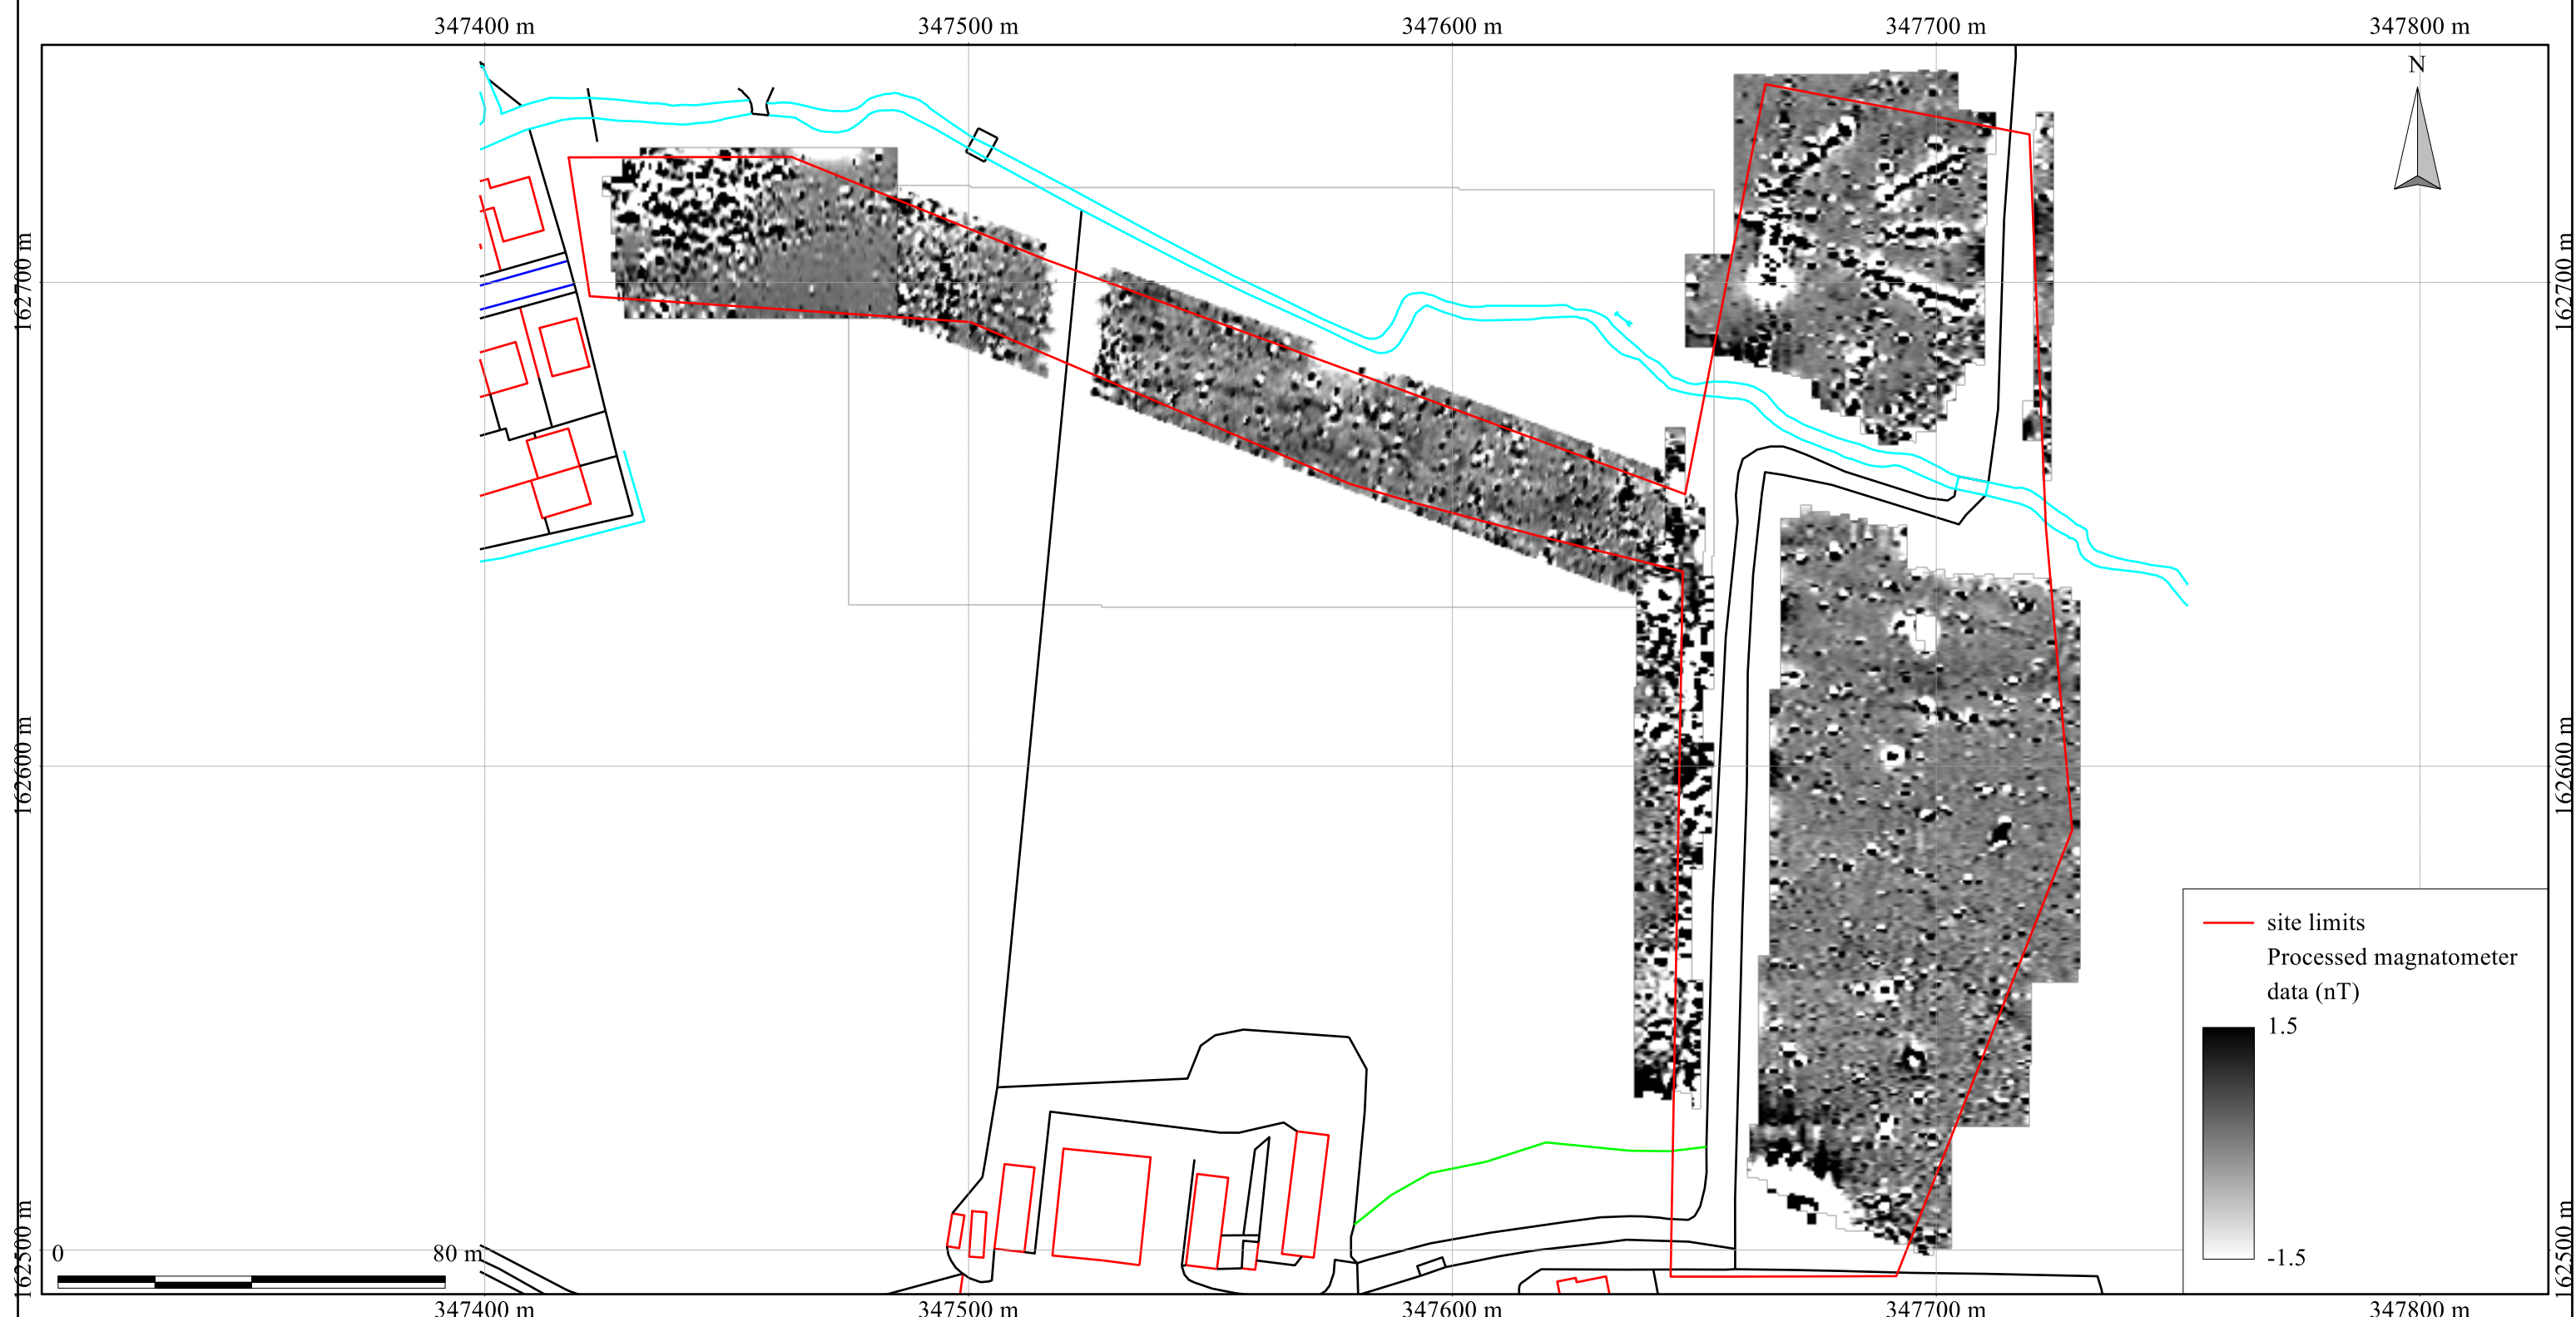 347400 m 347500 m 347600 m 347700 m 347800 m
N
162700 m 162700 m
162600 m 162600 m
162500 m 162500 m
site limits
Processed magnatometer
data (nT)
1.5
-1.5
0 80 m
347400 m 347500 m 347600 m 347700 m 347800 m